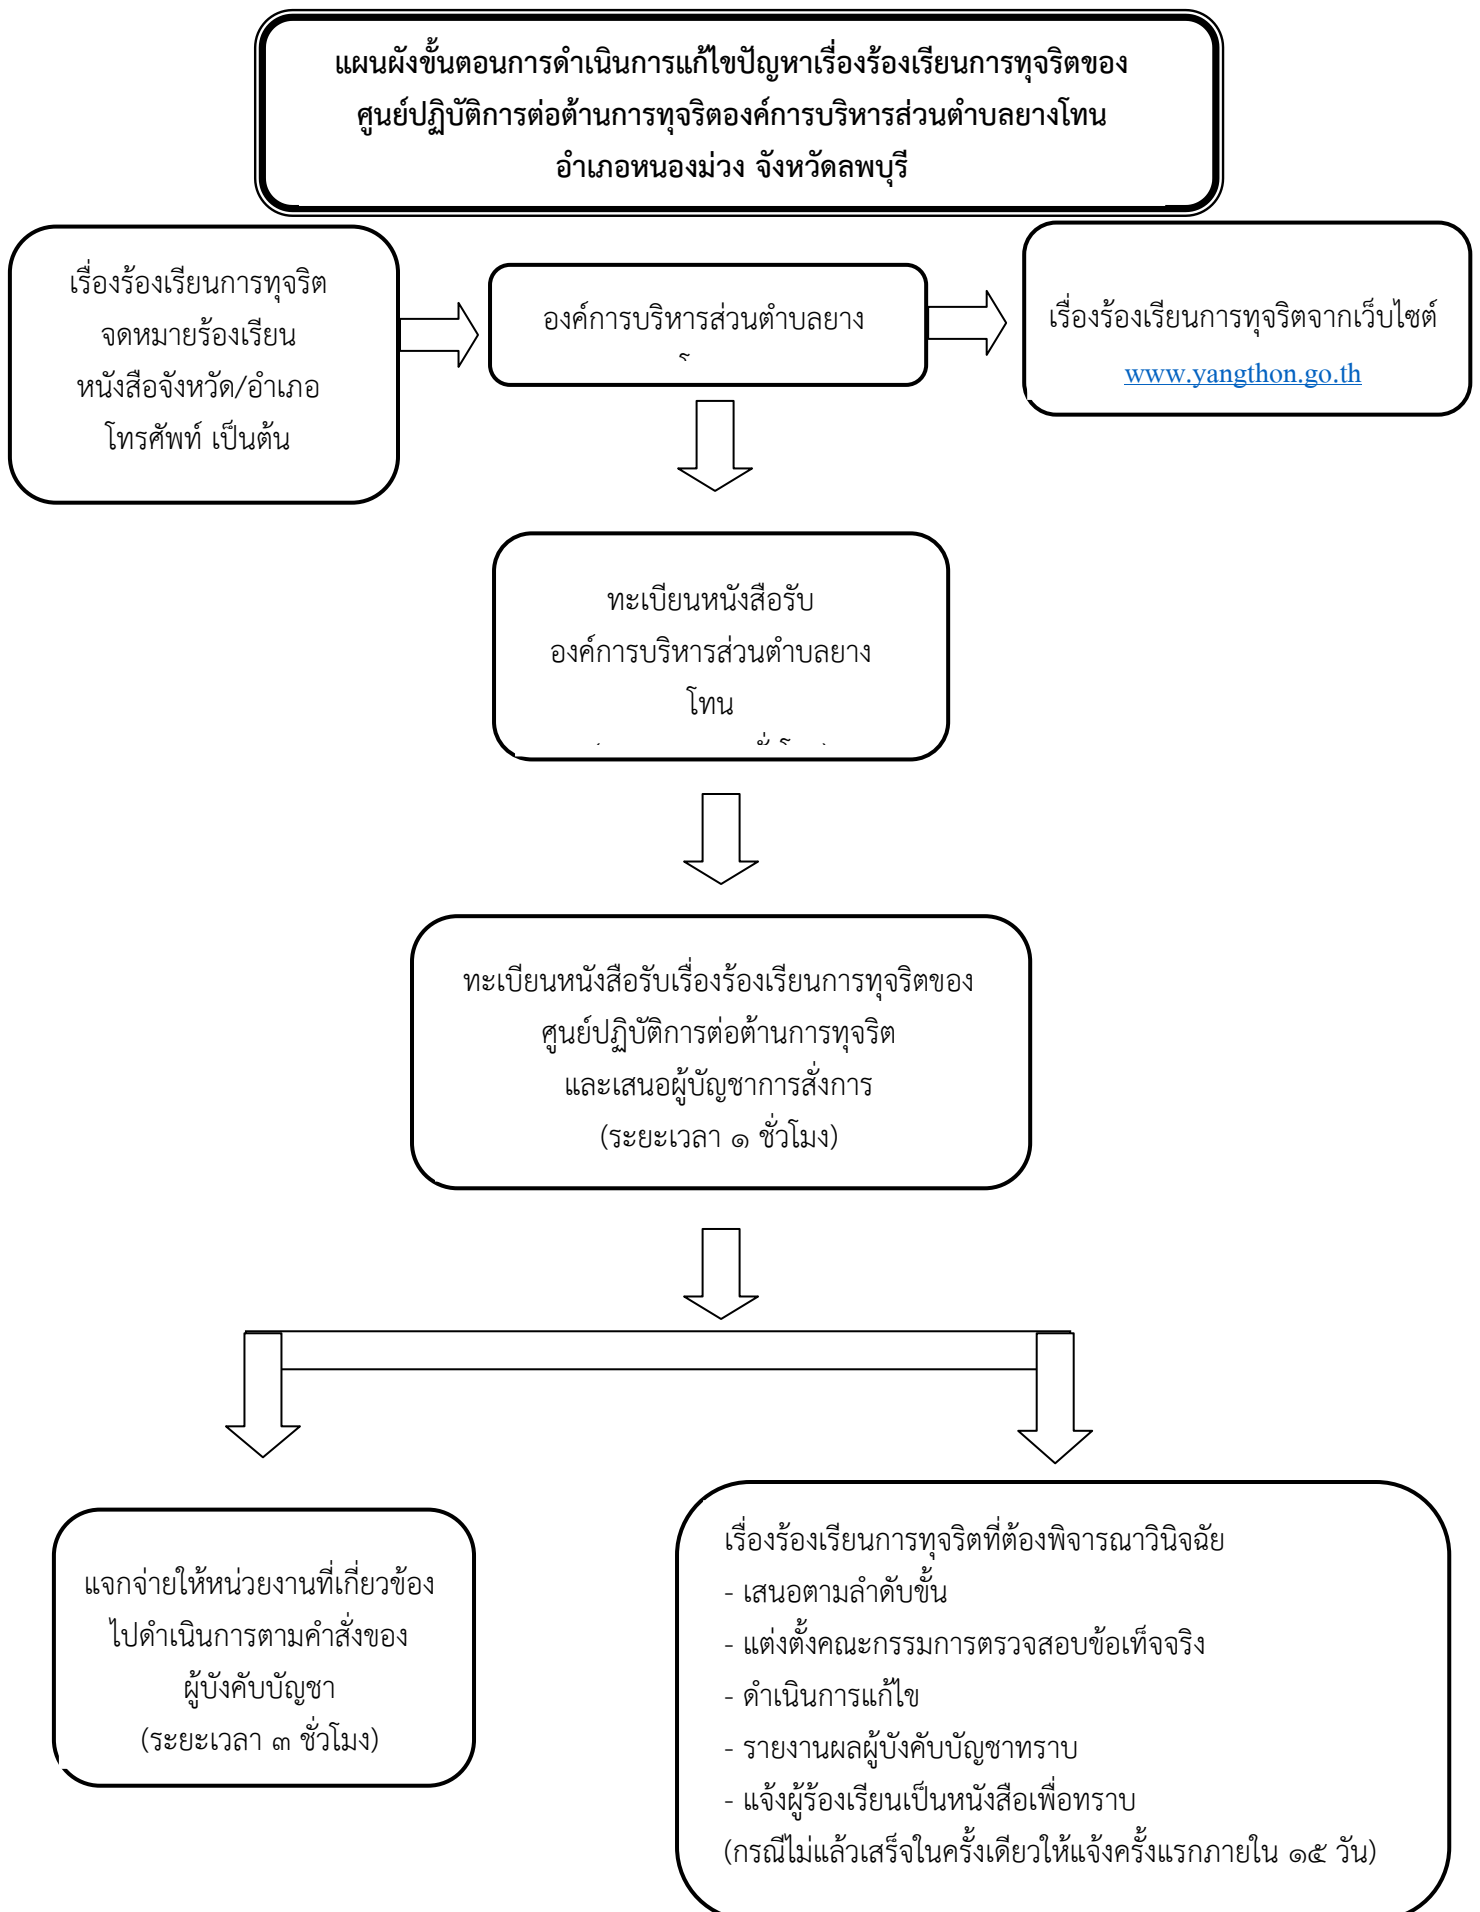 แผนผังขั้นตอนการดำเนินการแก้ไขปัญหาเรื่องร้องเรียนการทุจริตของ
ศูนย์ปฏิบัติการต่อต้านการทุจริตองค์การบริหารส่วนตำบลยางโทน
อำเภอหนองม่วง จังหวัดลพบุรี
เรื่องร้องเรียนการทุจริต
จดหมายร้องเรียน
หนังสือจังหวัด/อำเภอ
โทรศัพท์ เป็นต้น
องค์การบริหารส่วนตำบลยาง
เรื่องร้องเรียนการทุจริตจากเว็บไซต์
www.yangthon.go.th
ทะเบียนหนังสือรับ
องค์การบริหารส่วนตำบลยาง
โทน
ทะเบียนหนังสือรับเรื่องร้องเรียนการทุจริตของ
ศูนย์ปฏิบัติการต่อต้านการทุจริต
และเสนอผู้บัญชาการสั่งการ
(ระยะเวลา ๑ ชั่วโมง)
แจกจ่ายให้หน่วยงานที่เกี่ยวข้อง
ไปดำเนินการตามคำสั่งของ
ผู้บังคับบัญชา
(ระยะเวลา ๓ ชั่วโมง)
เรื่องร้องเรียนการทุจริตที่ต้องพิจารณาวินิจฉัย
- เสนอตามลำดับขั้น
- แต่งตั้งคณะกรรมการตรวจสอบข้อเท็จจริง
- ดำเนินการแก้ไข
- รายงานผลผู้บังคับบัญชาทราบ
- แจ้งผู้ร้องเรียนเป็นหนังสือเพื่อทราบ
(กรณีไม่แล้วเสร็จในครั้งเดียวให้แจ้งครั้งแรกภายใน ๑๕ วัน)